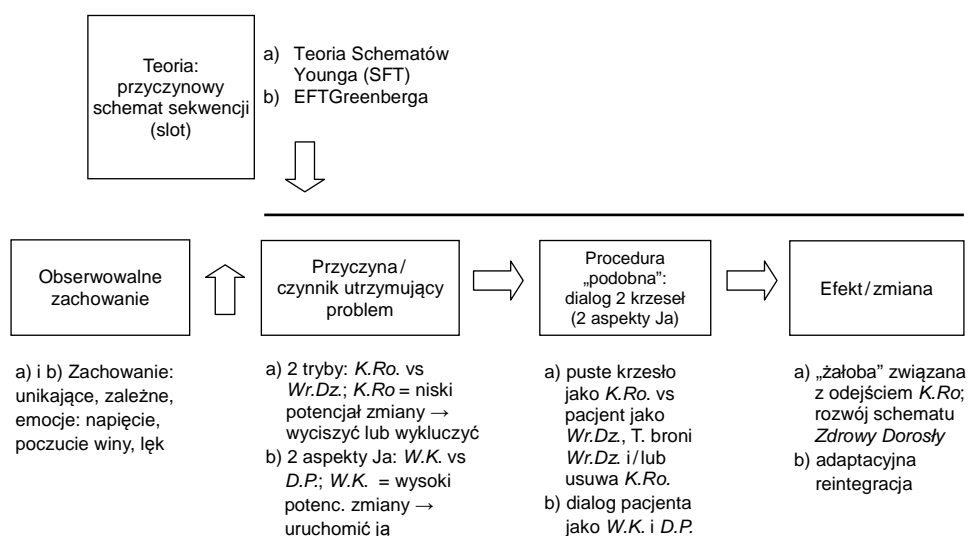 Teoria:
przyczynowy
schemat sekwencji
(slot)
a) Teoria Schematów
Younga (SFT)
b) EFTGreenberga
Obserwowalne
zachowanie
Przyczyna/
czynnik utrzymujący
problem
Procedura
„podobna”:
dialog 2 krzeseł
(2 aspekty Ja)
Efekt/zmiana
a) i b) Zachowanie:
unikające, zależne,
emocje: napięcie,
poczucie winy, lęk
a) 2 tryby: K.Ro. vs
Wr.Dz.; K.Ro = niski
potencjał zmiany →
wyciszyć lub wykluczyć
b) 2 aspekty Ja: W.K. vs
D.P.; W.K. = wysoki
potenc. zmiany →
uruchomić ją
a) puste krzesło
jako K.Ro. vs
pacjent jako
Wr.Dz., T. broni
Wr.Dz. i/lub
usuwa K.Ro.
b) dialog pacjenta
jako W.K. i D.P.
a) „żałoba” związana
z odejściem K.Ro;
rozwój schematu
Zdrowy Dorosły
b) adaptacyjna
reintegracja